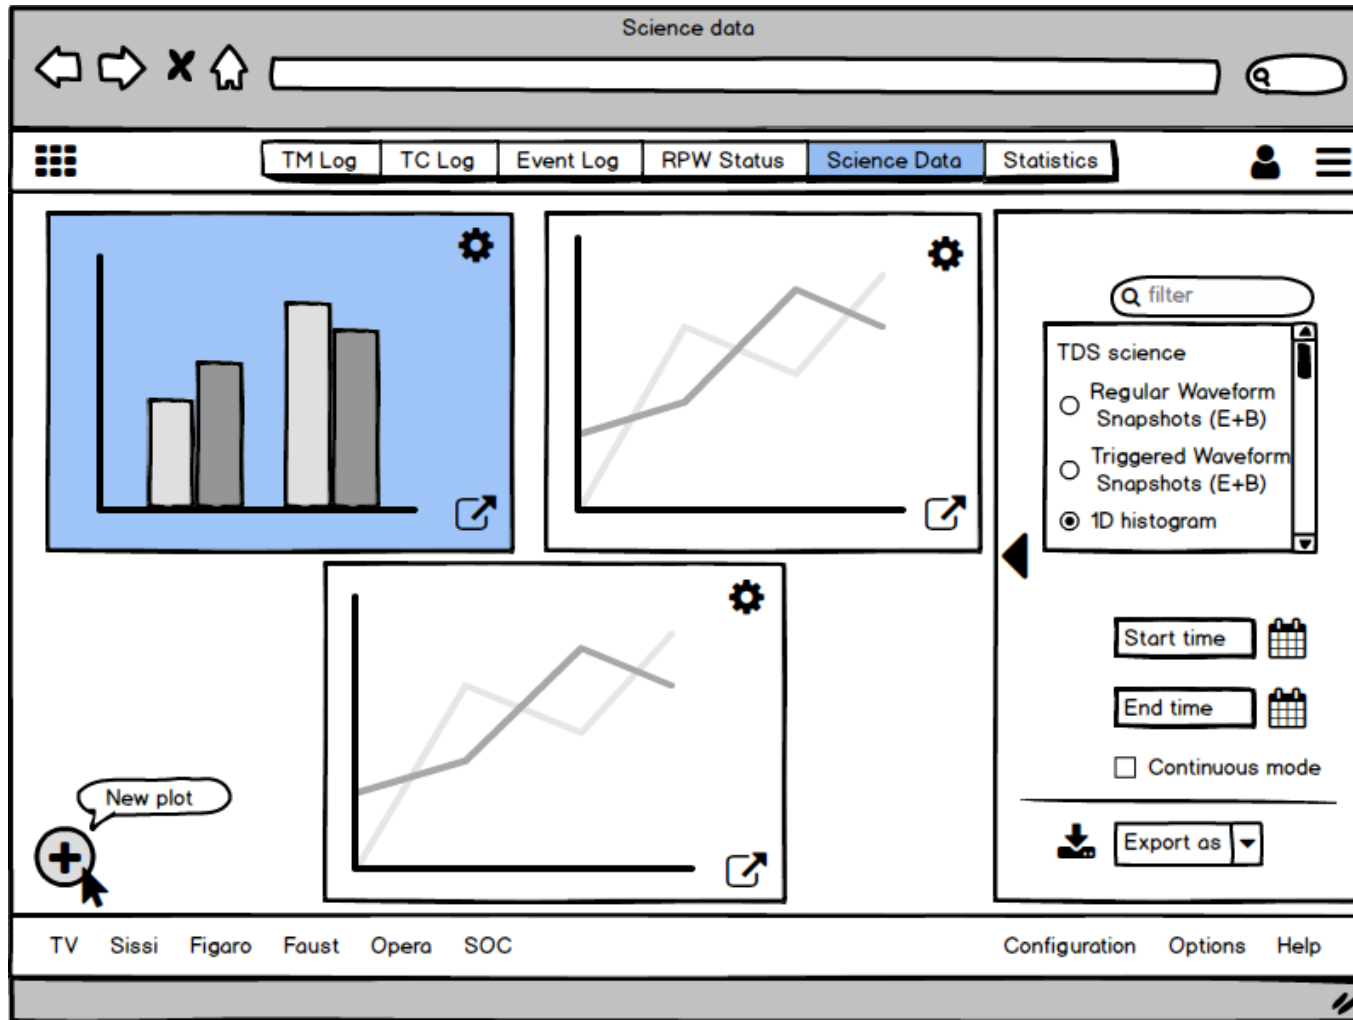 Science data
TM Log TC Log Event Log RPW Status Science Data Statistics
filter
TDS science
Regular Waveform
Snapshots (E+B)
Triggered Waveform
Snapshots (E+B)
1D histogram
Start time
End time
Continuous mode
New plot
Export as
TV Sissi Figaro Faust Opera SOC Configuration Options Help